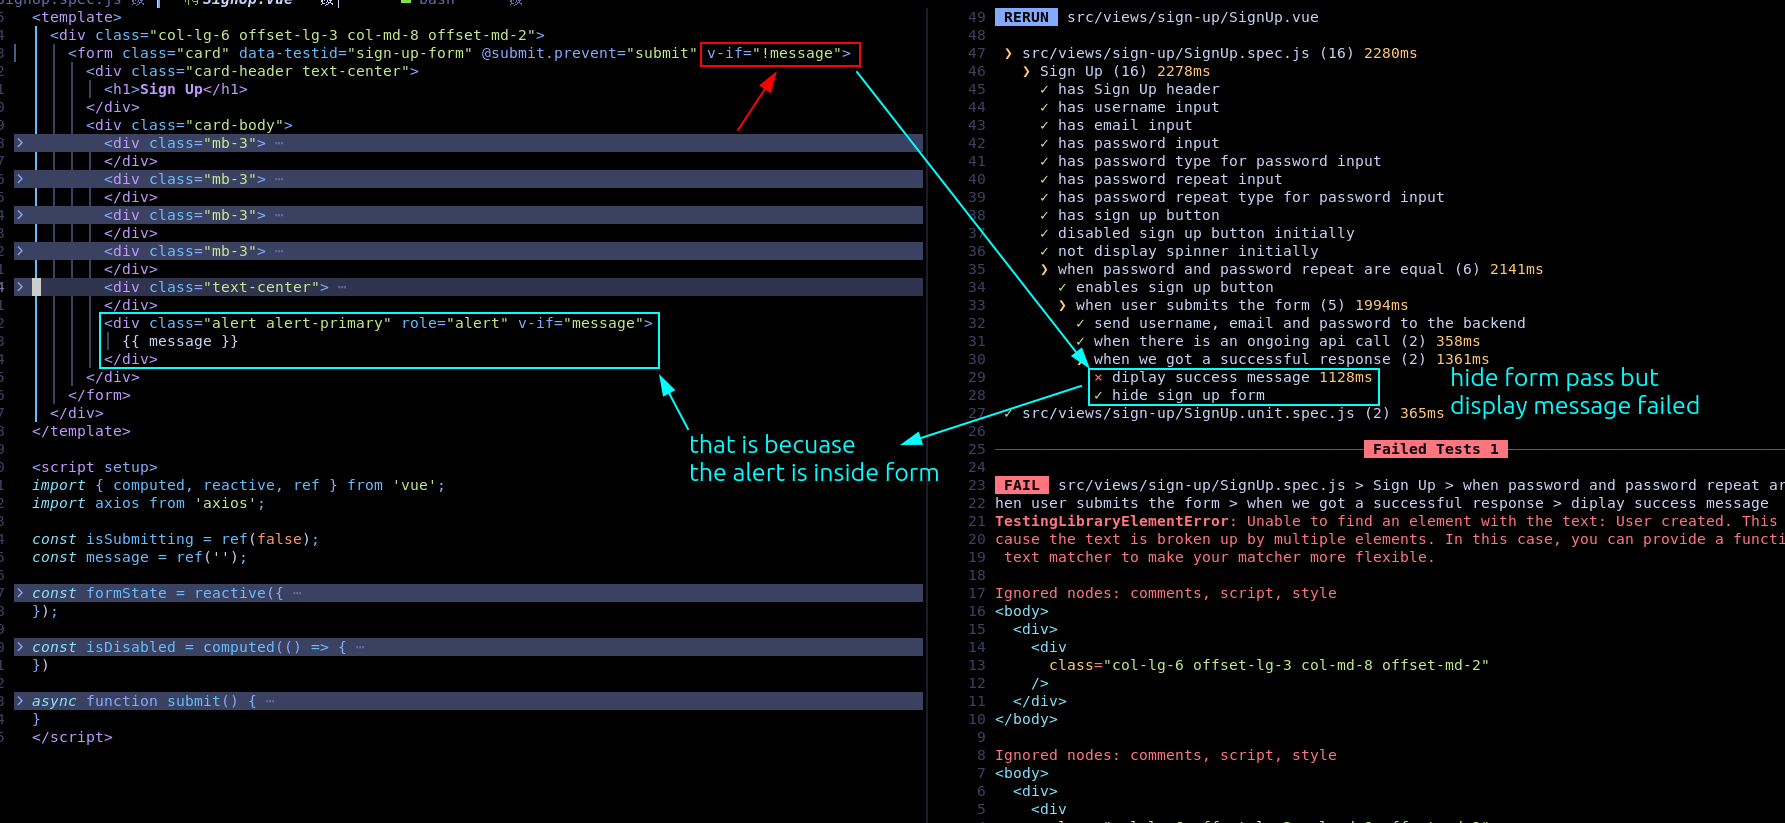 SignUp.vue
bash
<template>
<div class="col-lg-6 offset-lg-3 col-md-8 offset-md-2">
<form class="card" data-testid="sign-up-form" @submit.prevent="submit" v-if="!message">
<div class="card-header text-center">
<h1>Sign Up</h1>
</div>
<div class="card-body">
<div class="mb-3"> ⋯
</div>
<div class="mb-3"> ⋯
</div>
<div class="mb-3"> ⋯
</div>
<div class="mb-3"> ⋯
</div>
<div class="text-center"> ⋯
</div>
<div class="alert alert-primary" role="alert" v-if="message">
{{ message }}
</div>
</div>
</form>
</div>
</template>
<script setup>
import { computed, reactive, ref } from 'vue';
import axios from 'axios';
const isSubmitting = ref(false);
const message = ref('');
const formState = reactive({ ⋯
});
const isDisabled = computed(() => { ⋯
})
async function submit() { ⋯
}
</script>
that is becuase
the alert is inside form
49 RERUN src/views/sign-up/SignUp.vue
48
47 ❯ src/views/sign-up/SignUp.spec.js (16) 2280ms
46 ❯ Sign Up (16) 2278ms
45 ✓ has Sign Up header
44 ✓ has username input
43 ✓ has email input
42 ✓ has password input
41 ✓ has password type for password input
40 ✓ has password repeat input
39 ✓ has password repeat type for password input
38 ✓ has sign up button
37 ✓ disabled sign up button initially
36 ✓ not display spinner initially
35 ❯ when password and password repeat are equal (6) 2141ms
34 ✓ enables sign up button
33 ❯ when user submits the form (5) 1994ms
32 ✓ send username, email and password to the backend
31 ✓ when there is an ongoing api call (2) 358ms
30 ❯ when we got a successful response (2) 1361ms
29 × diplay success message 1128ms
28 ✓ hide sign up form
27 ✓ src/views/sign-up/SignUp.unit.spec.js (2) 365ms
26
25 Failed Tests 1
24
23 FAIL src/views/sign-up/SignUp.spec.js > Sign Up > when password and password repeat ar
22 hen user submits the form > when we got a successful response > diplay success message
21 TestingLibraryElementError: Unable to find an element with the text: User created. This
20 cause the text is broken up by multiple elements. In this case, you can provide a functi
19 text matcher to make your matcher more flexible.
18
17 Ignored nodes: comments, script, style
16 <body>
15 <div>
14 <div
13 class="col-lg-6 offset-lg-3 col-md-8 offset-md-2"
12 />
11 </div>
10 </body>
9
8 Ignored nodes: comments, script, style
7 <body>
6 <div>
5 <div
hide form pass but
display message failed